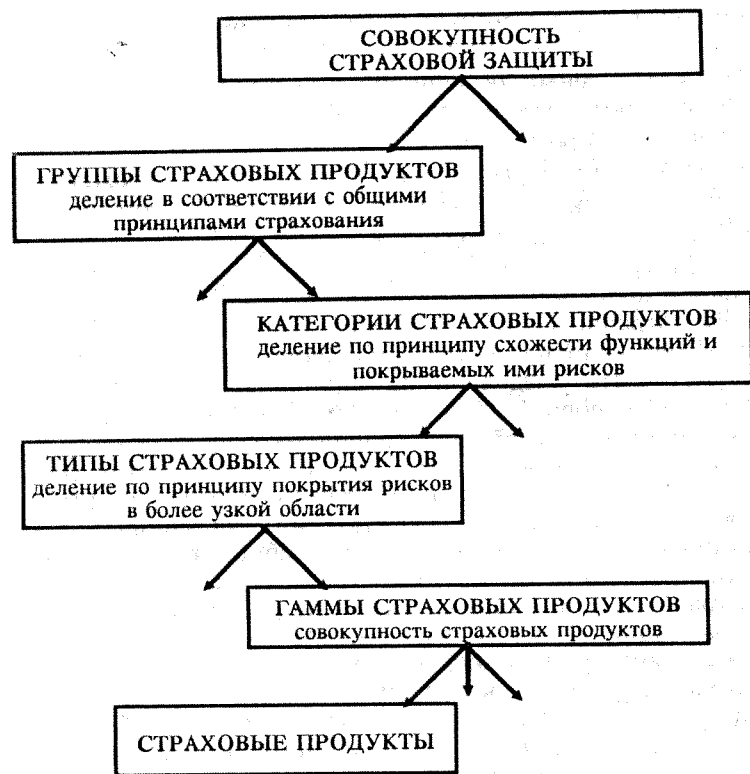 СОВОКУПНОСТЬ
СТРАХОВОЙ ЗАЩИТЫ
ГРУППЫ СТРАХОВЫХ ПРОДУКТОВ
деление в соответствии с общими
принципами страхования
КАТЕГОРИИ СТРАХОВЫХ ПРОДУКТОВ
деление по принципу схожести функций и
покрываемых ими рисков
ТИПЫ СТРАХОВЫХ ПРОДУКТОВ
деление по принципу покрытия рисков
в более узкой области
ГАММЫ СТРАХОВЫХ ПРОДУКТОВ
совокупность страховых продуктов
СТРАХОВЫЕ ПРОДУКТЫ